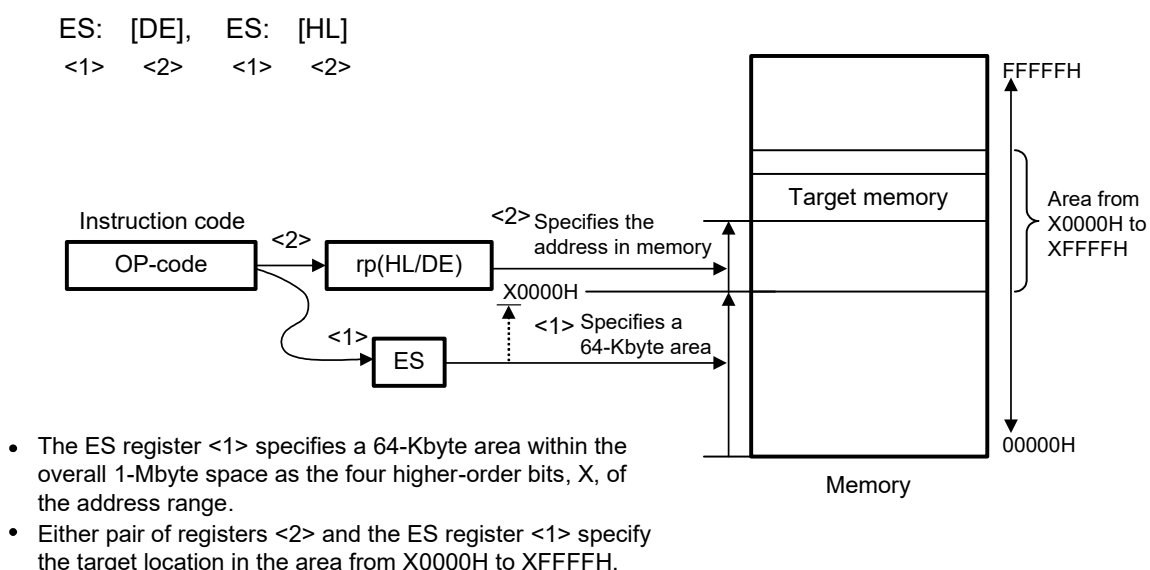 ES: [DE], ES: [HL]
<1> <2> <1> <2>
FFFFFH
Target memory
Area from
X0000H to
XFFFFH
Instruction code
<2>
<2> Specifies the
address in memory
OP-code
rp(HL/DE)
X0000H
<1>
<1> Specifies a
64-Kbyte area
ES
00000H
Memory
• The ES register <1> specifies a 64-Kbyte area within the
overall 1-Mbyte space as the four higher-order bits, X, of
the address range.
• Either pair of registers <2> and the ES register <1> specify
the target location in the area from X0000H to XFFFFH.